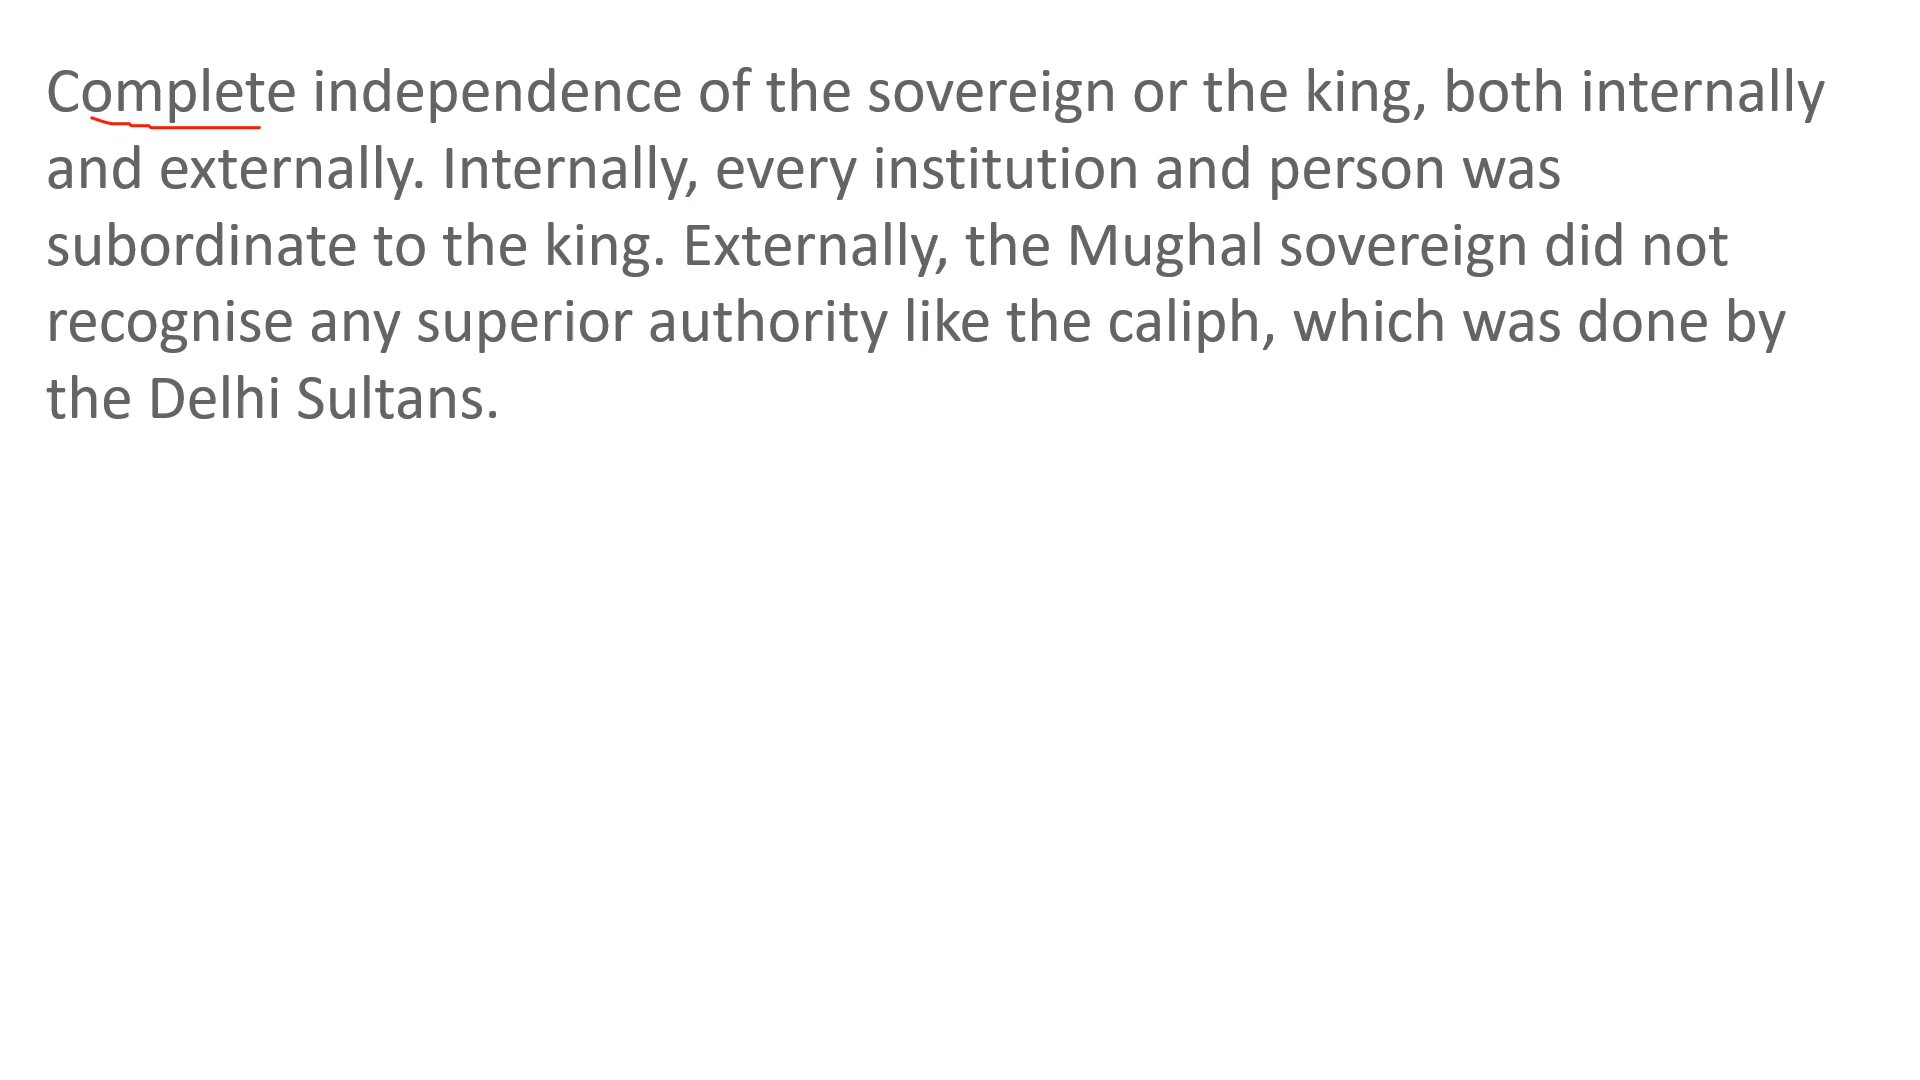 Complete independence of the sovereign or the king, both internally
and externally. Internally, every institution and person was
subordinate to the king. Externally, the Mughal sovereign did not
recognise any superior authority like the caliph, which was done by
the Delhi Sultans.